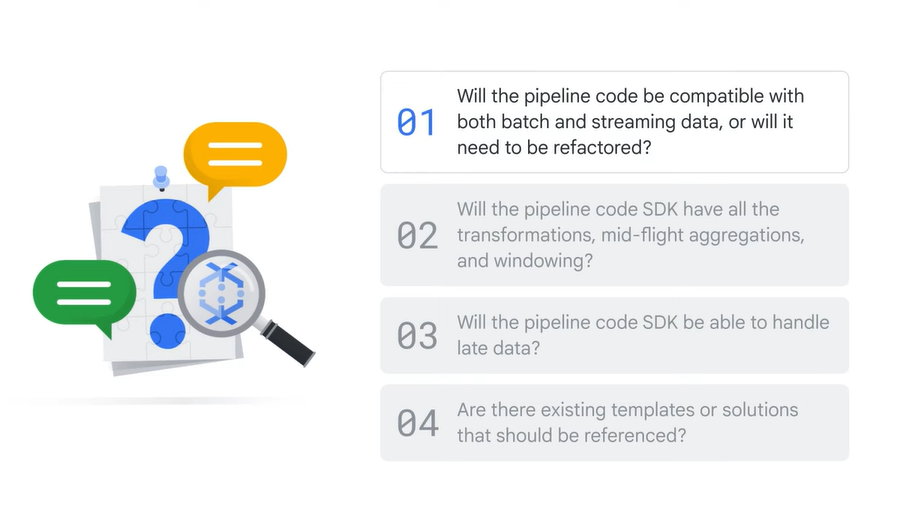 01
Will the pipeline code be compatible with
both batch and streaming data, or will it
need to be refactored?
02
Will the pipeline code SDK have all the
transformations, mid-flight aggregations,
and windowing?
03
Will the pipeline code SDK be able to handle
late data?
04
Are there existing templates or solutions
that should be referenced?